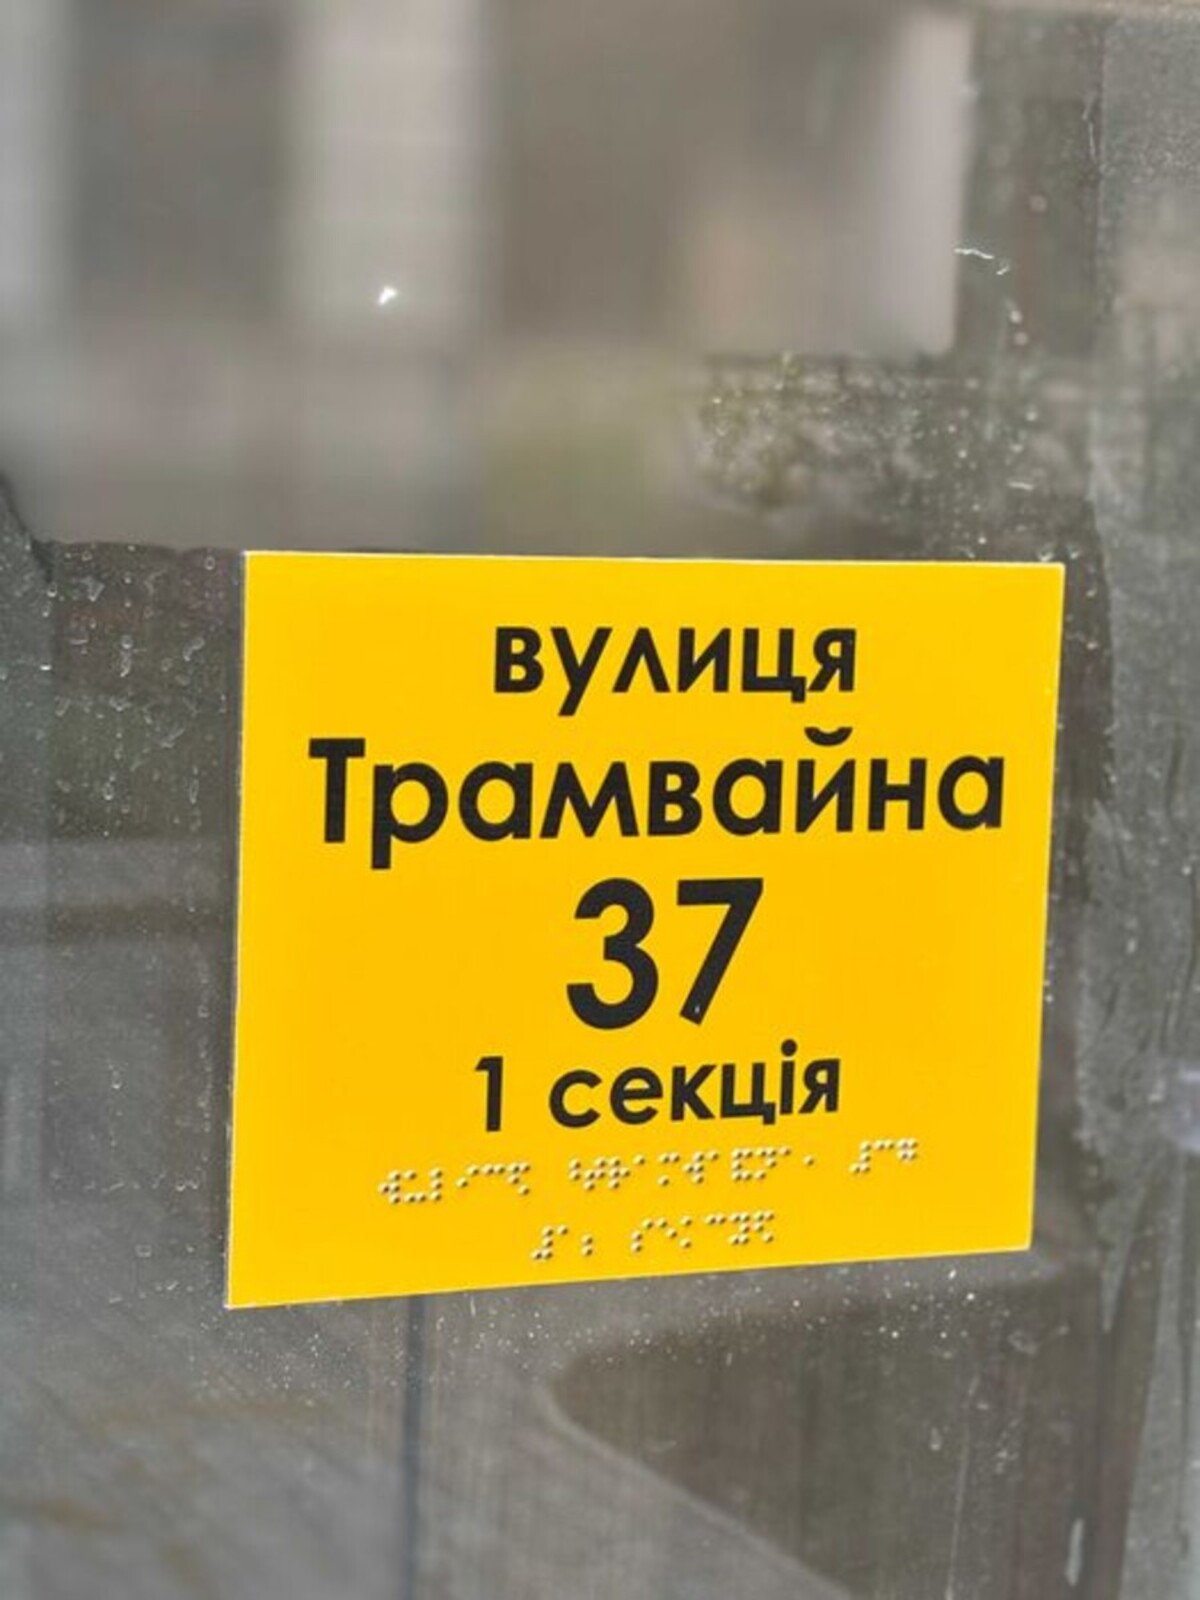 вулиця
Трамвайна
37
1 секція